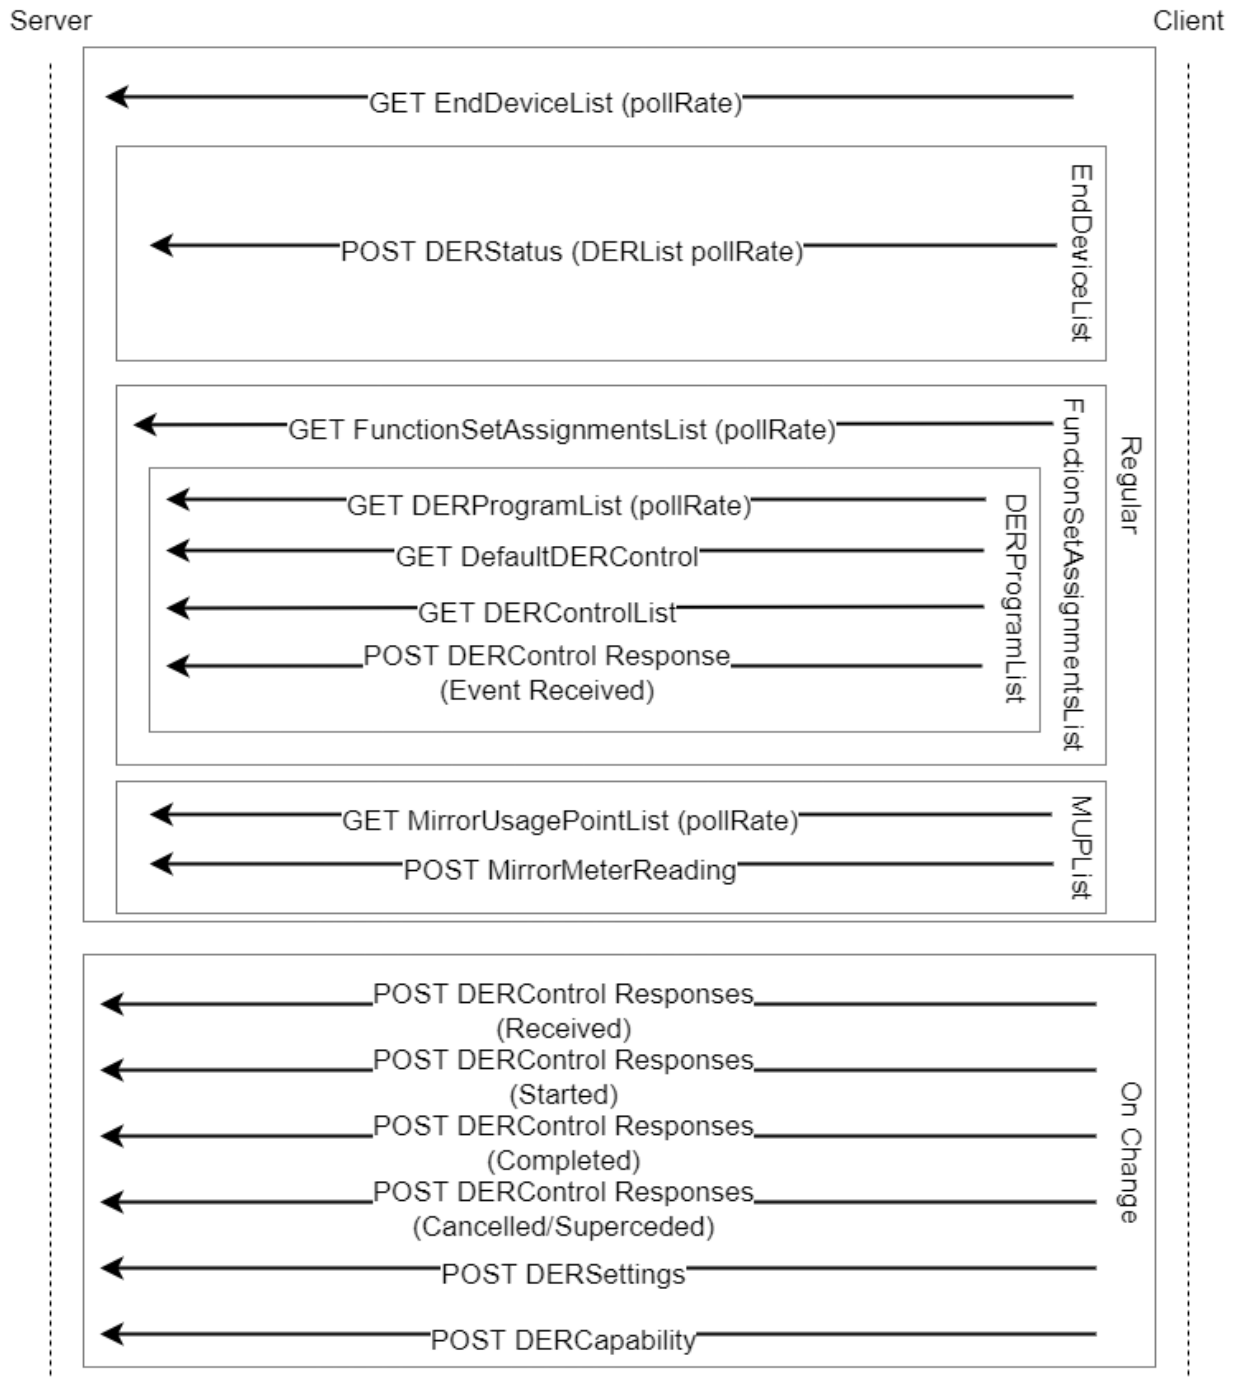 Server
Client
GET EndDeviceList (pollRate)
EndDeviceList
POST DERStatus (DERList pollRate)
Regular
FunctionSetAssignmentsList
GET FunctionSetAssignmentsList (pollRate)
DERProgramList
GET DERProgramList (pollRate)
GET DefaultDERControl
GET DERControlList
POST DERControl Response
(Event Received)
MUPList
GET MirrorUsagePointList (pollRate)
POST MirrorMeterReading
On Change
POST DERControl Responses
(Received)
POST DERControl Responses
(Started)
POST DERControl Responses
(Completed)
POST DERControl Responses
(Cancelled/Superceded)
POST DERSettings
POST DERCapability